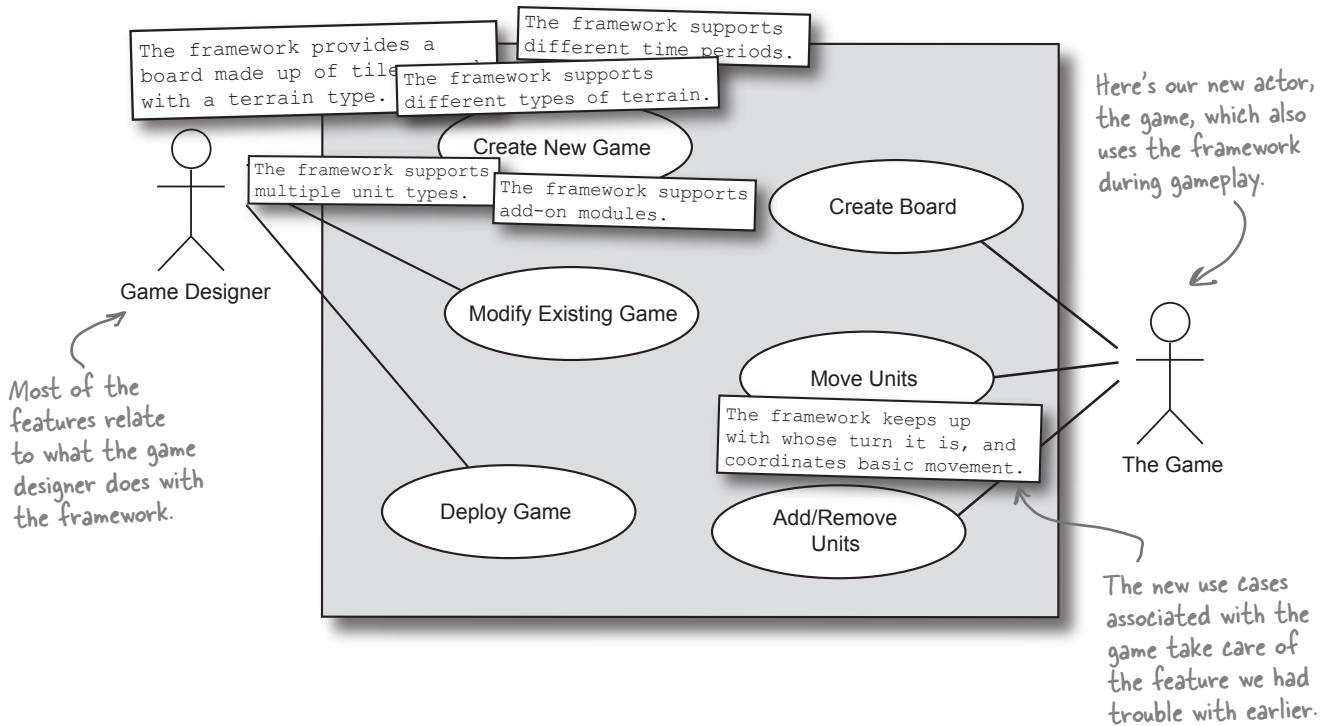 The framework provides a
board made up of tile
with a terrain type.
The framework supports
different time periods.
The framework supports
different types of terrain.
Create New Game
The framework supports
multiple unit types.
The framework supports
add-on modules.
Game Designer
Most of the
features relate
to what the game
designer does with
the framework.
Modify Existing Game
Deploy Game
Create Board
Move Units
The framework keeps up
with whose turn it is, and
coordinates basic movement.
Add/Remove
Units
Here's our new actor,
the game, which also
uses the framework
during gameplay.
The Game
The new use cases
associated with the
game take care of
the feature we had
trouble with earlier.